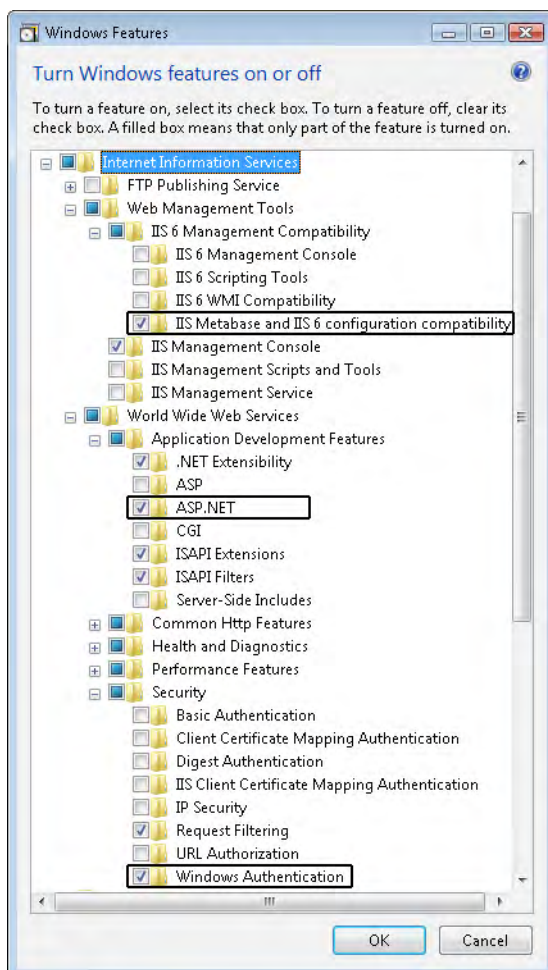 Windows Features
Turn Windows features on or off
To turn a feature on, select its check box. To turn a feature off, clear its
check box. A filled box means that only part of the feature is turned on.
Internet Information Services
FTP Publishing Service
Web Management Tools
IIS 6 Management Compatibility
IIS 6 Management Console
IIS 6 Scripting Tools
IIS 6 WMI Compatibility
IIS Metabase and IIS 6 configuration compatibility
IIS Management Console
IIS Management Scripts and Tools
IIS Management Service
World Wide Web Services
Application Development Features
.NET Extensibility
ASP
ASP.NET
CGI
ISAPI Extensions
ISAPI Filters
Server-Side Includes
Common Http Features
Health and Diagnostics
Performance Features
Security
Basic Authentication
Client Certificate Mapping Authentication
Digest Authentication
IIS Client Certificate Mapping Authentication
IP Security
Request Filtering
URL Authorization
Windows Authentication
OK Cancel